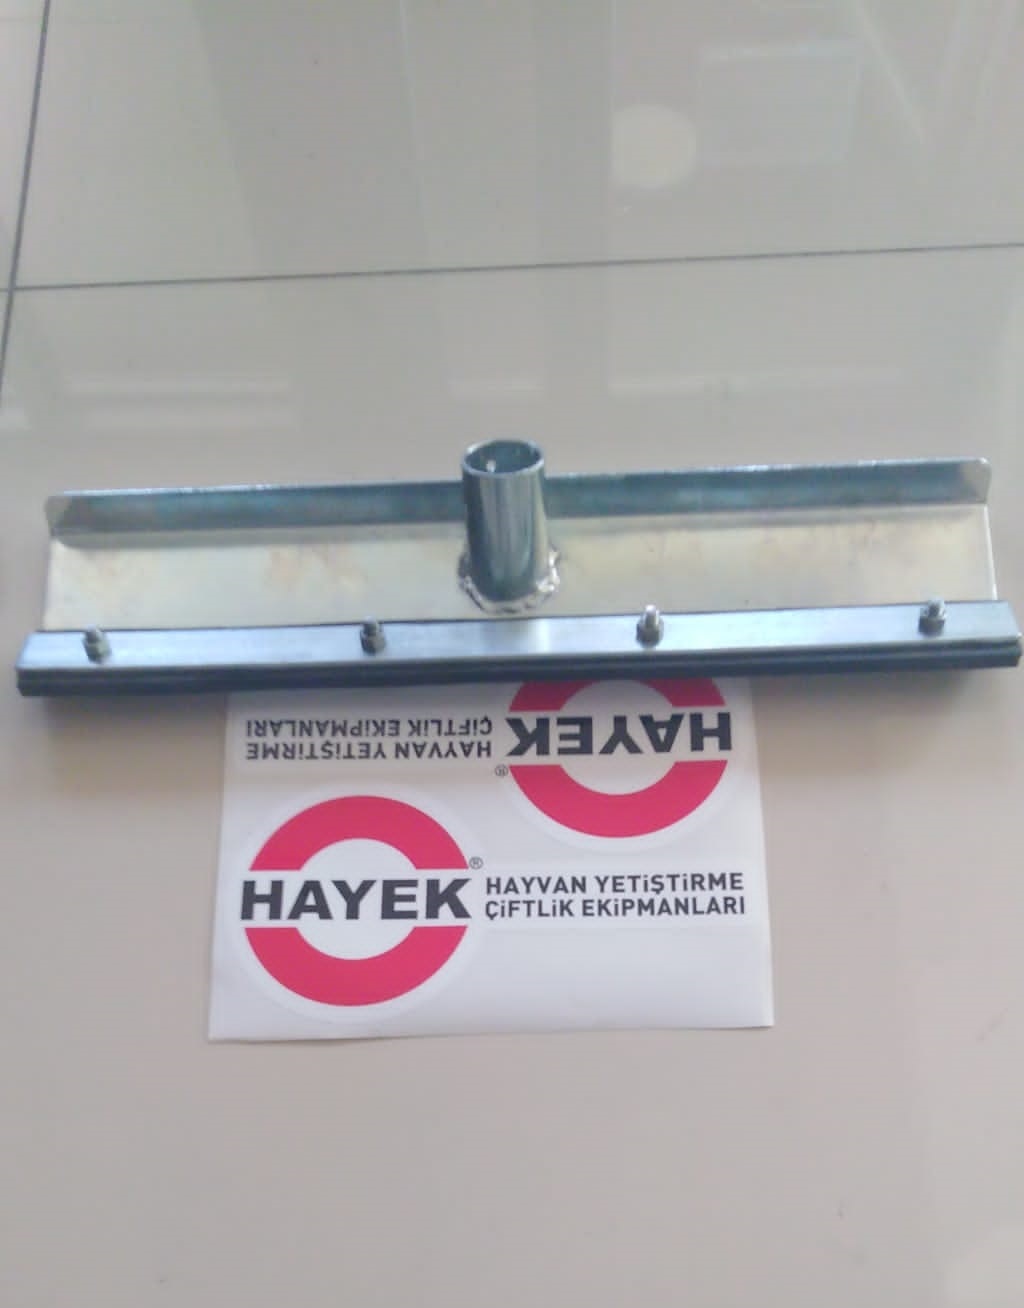 HAYEK
HAYVAN YETİŞTİRME
ÇİFTLİK EKİPMANLARI
®
HAYEK®
HAYVAN YETİŞTİRME
ÇİFTLİK EKİPMANLARI